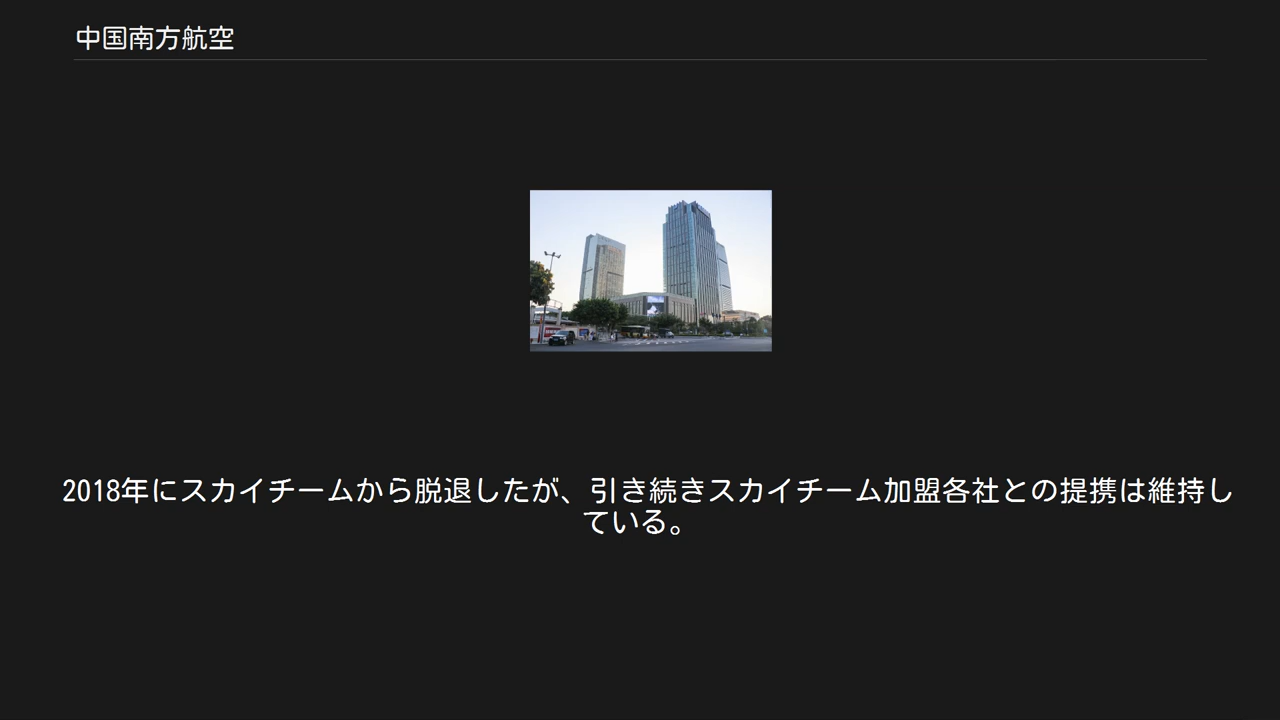 中国南方航空
2018年にスカイチームから脱退したが、引き続きスカイチーム加盟各社との提携は維持し
ている。